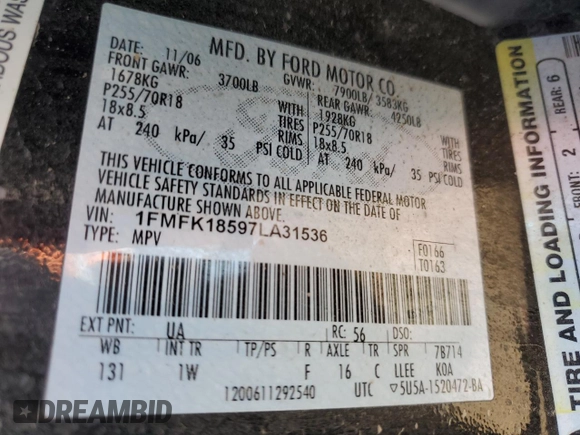 DATE: 11/06 MFD. BY FORD MOTOR CO.
FRONT GAWR: 3700LB GVWR: 7900LB/ 3583KG
1678KG REAR GAWR: 4250LB
P255/70R18 1928KG
18x8.5 WITH TIRES RIMS P255/70R18
AT 240 kPa/ 35 PSI COLD WITH TIRES RIMS 18x8.5
AT 240 kPa/ 35 PSI COLD
THIS VEHICLE CONFORMS TO ALL APPLICABLE FEDERAL MOTOR
VEHICLE SAFETY STANDARDS IN EFFECT ON THE DATE OF
MANUFACTURE SHOWN ABOVE.
VIN: 1FMFK18597LA31536
TYPE: MPV
F0166
T0163
EXT PNT: UA RC: 56 DSO:
WB INT TR TP/PS R AXLE TR SPR 7B714
131 1W F 16 C LLEE KOA
1200611292540 UTC 5U5A-1520472-BA
TIRE AND LOADING INFORMATION
FRONT: 2 REAR: 6
DREAMBID